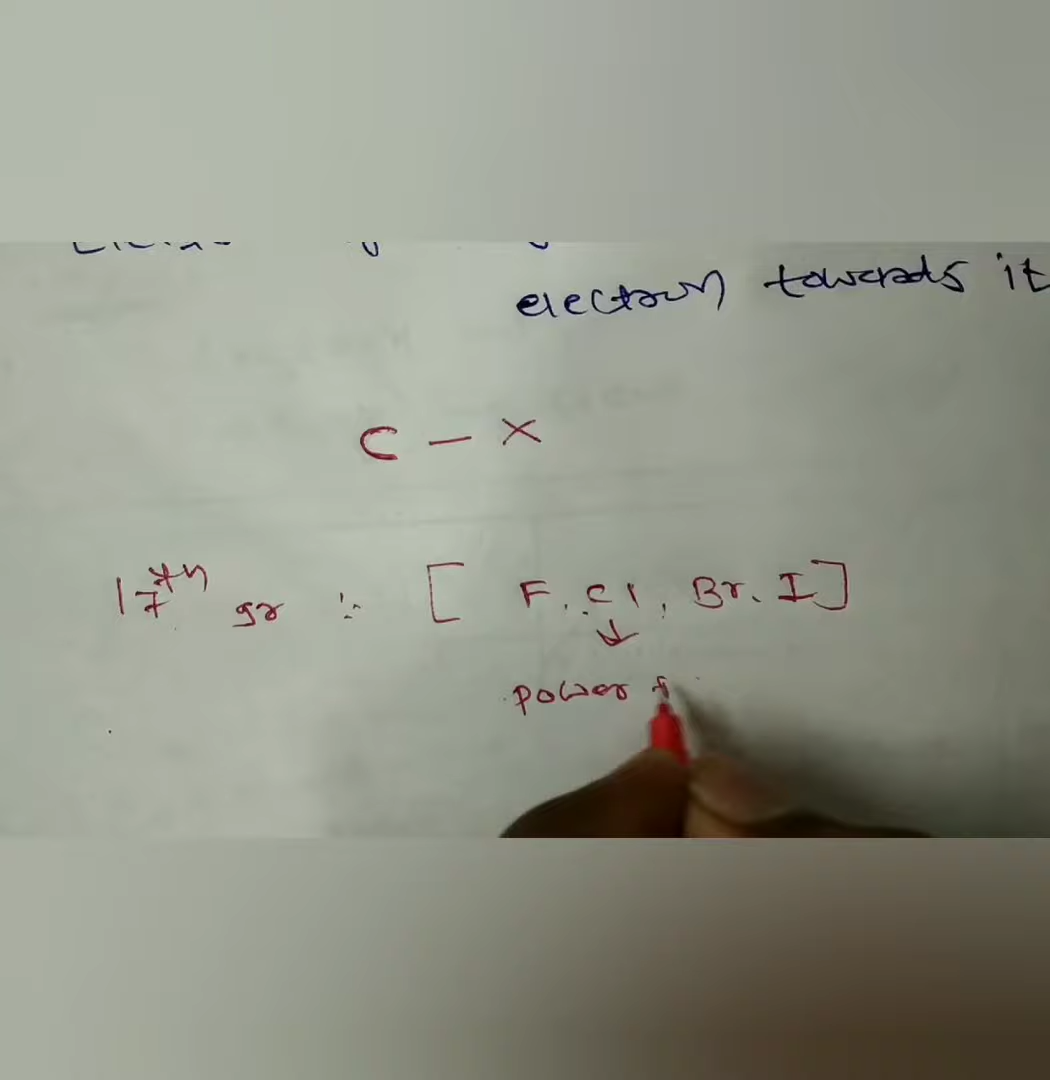 electron towards it
C — X
17th gr : [ F, Cl, Br, I ]
↓
power